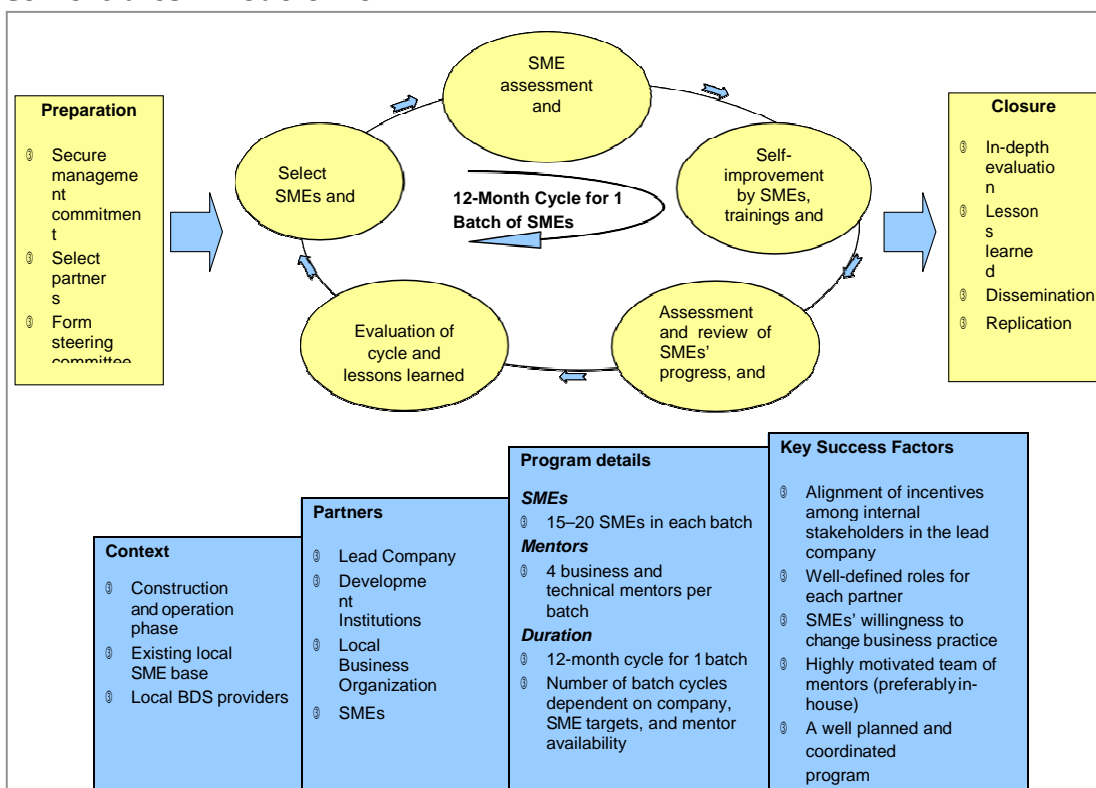 Preparation
Secure
manageme
nt
commitmen
t
Select
partner
s
Form
steering
committee
SME
assessment
and
Select
SMEs and
12-Month Cycle for 1
Batch of SMEs
Self-
improvement
by SMEs,
trainings and
Evaluation of
cycle and
lessons learned
Assessment
and review of
SMEs'
progress, and
Closure
In-depth
evaluatio
n
Lesson
s
learne
d
Dissemination
Replication
Context
Construction
and operation
phase
Existing local
SME base
Local BDS providers
Partners
Lead Company
Developme
nt
Institutions
Local
Business
Organization
SMEs
Program details
SMEs
15–20 SMEs in each batch
Mentors
4 business and
technical mentors per
batch
Duration
12-month cycle for 1 batch
Number of batch cycles
dependent on company,
SME targets, and mentor
availability
Key Success Factors
Alignment of incentives
among internal
stakeholders in the lead
company
Well-defined roles for
each partner
SMEs' willingness to
change business practice
Highly motivated team of
mentors (preferably in-
house)
A well planned and
coordinated
program